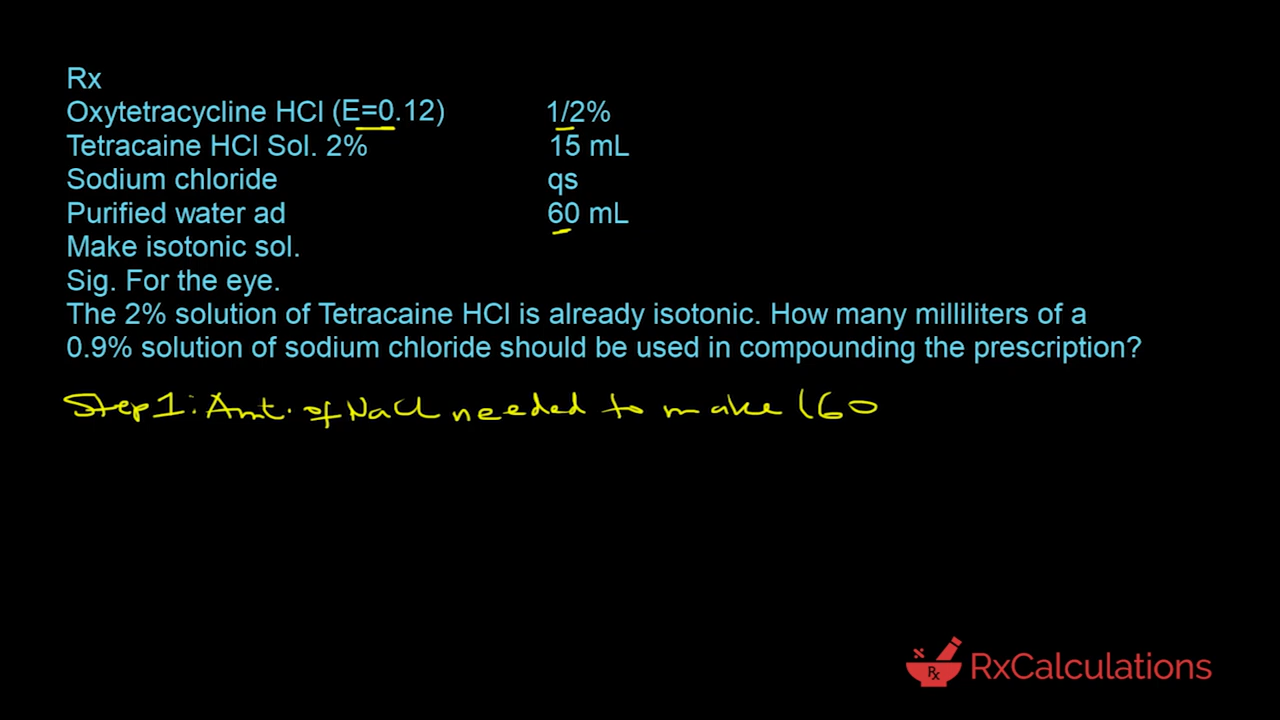 Rx
Oxytetracycline HCl (E=0.12) 1/2%
Tetracaine HCl Sol. 2% 15 mL
Sodium chloride qs
Purified water ad 60 mL
Make isotonic sol.
Sig. For the eye.
The 2% solution of Tetracaine HCl is already isotonic. How many milliliters of a
0.9% solution of sodium chloride should be used in compounding the prescription?
Step 1: Amt. of NaCl needed to make (60
Rx RxCalculations